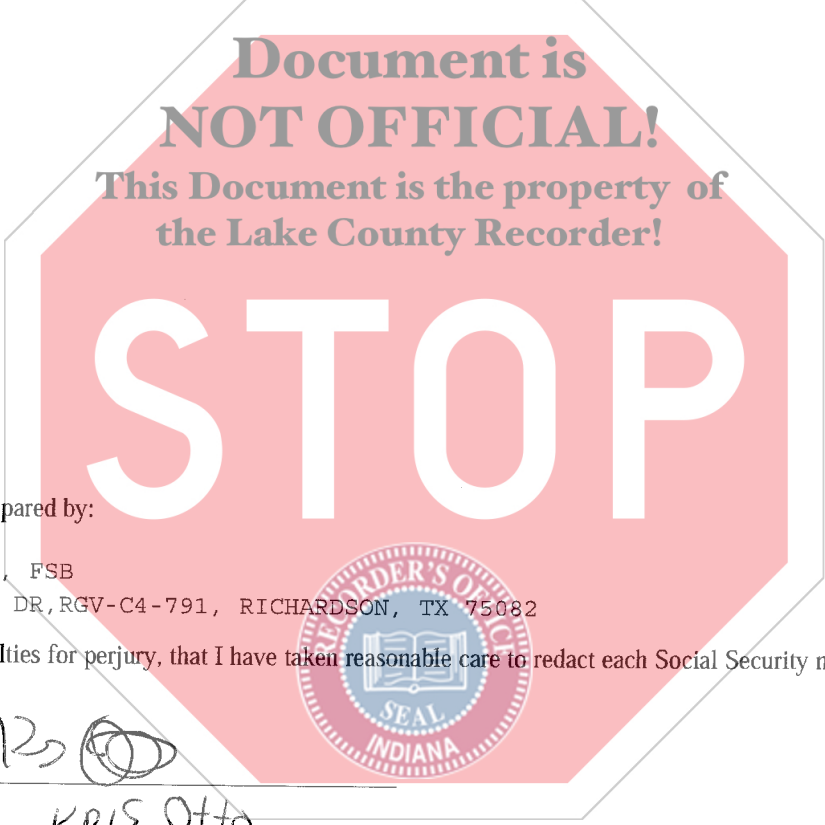 Document is
NOT OFFICIAL!
This Document is the property of
the Lake County Recorder!
STOP
pared by:
, FSB
DR,RGV-C4-791, RICHARDSON, TX 75082
lties for perjury, that I have taken reasonable care to redact each Social Security n
RECORDER'S OFFICE
SEAL
INDIANA
Kris Otto